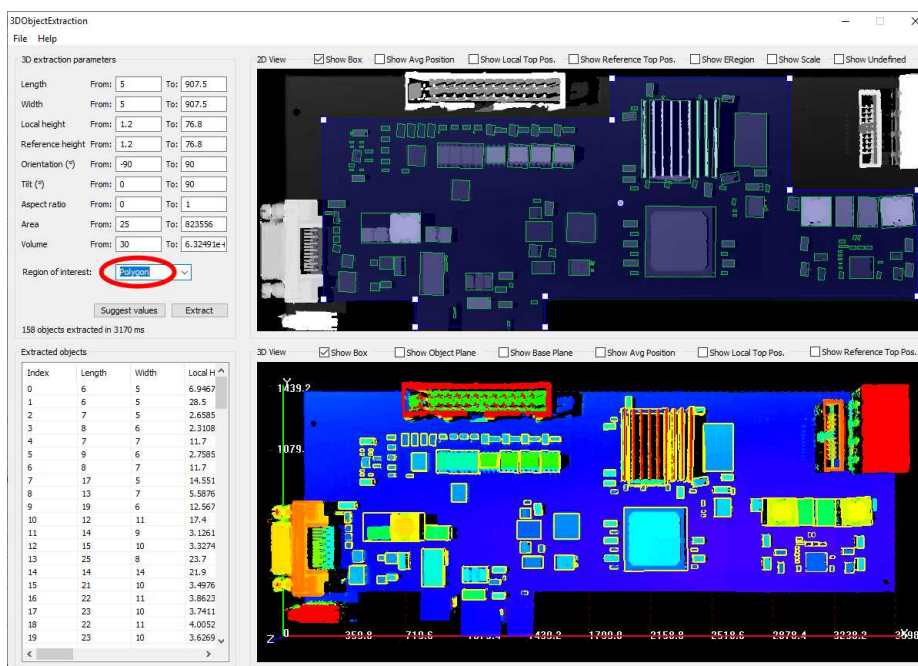 3DObjectExtraction
File Help
3D extraction parameters
Length From: 5 To: 907.5
Width From: 5 To: 907.5
Local height From: 1.2 To: 76.8
Reference height From: 1.2 To: 76.8
Orientation (°) From: -90 To: 90
Tilt (°) From: 0 To: 90
Aspect ratio From: 0 To: 1
Area From: 25 To: 823556
Volume From: 30 To: 6.32491e+
Region of interest: Polygon
Suggest values Extract
158 objects extracted in 3170 ms
2D View Show Box Show Avg Position Show Local Top Pos. Show Reference Top Pos. Show ERegion Show Scale Show Undefined
Extracted objects
Index Length Width Local H
0 6 5 6.9467
1 6 5 28.5
2 7 5 2.6585
3 8 6 2.3108
4 7 7 11.7
5 9 6 2.7585
6 8 7 11.7
7 17 5 14.551
8 13 7 5.5876
9 19 6 12.567
10 12 11 17.4
11 14 9 3.1261
12 15 10 3.3274
13 25 8 23.7
14 14 14 21.9
15 21 10 3.4976
16 22 11 3.8623
17 23 10 3.7411
18 22 11 4.0052
19 23 10 3.6269
3D View Show Box Show Object Plane Show Base Plane Show Avg Position Show Local Top Pos. Show Reference Top Pos.
Y
1439.2
1079.
Z 0 359.8 719.6 1439.2 1799.0 2158.8 2518.6 2878.4 3238.2